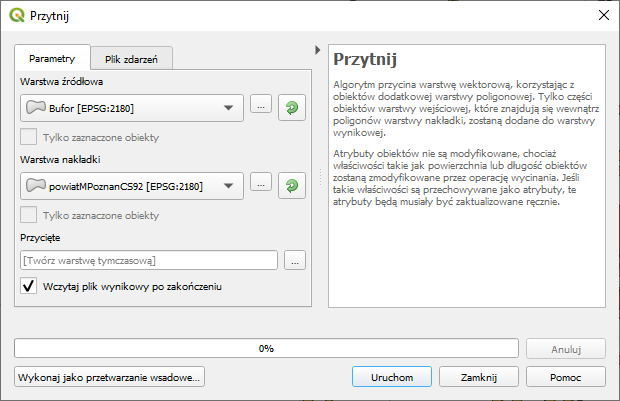 Przytnij
Parametry
Plik zdarzeń
Warstwa źródłowa
Bufor [EPSG:2180]
...
Tylko zaznaczone obiekty
Warstwa nakładki
powiatMPoznanCS92 [EPSG:2180]
...
Tylko zaznaczone obiekty
Przycięte
[Twórz warstwę tymczasową]
...
Wczytaj plik wynikowy po zakończeniu
Przytnij
Algorytm przycina warstwę wektorową, korzystając z
obiektów dodatkowej warstwy poligonowej. Tylko części
obiektów warstwy wejściowej, które znajdują się wewnątrz
poligonów warstwy nakładki, zostaną dodane do warstwy
wynikowej.
Atrybuty obiektów nie są modyfikowane, chociaż
właściwości takie jak powierzchnia lub długość obiektów
zostaną zmodyfikowane przez operację wycinania. Jeśli
takie właściwości są przechowywane jako atrybuty, te
atrybuty będą musiały być zaktualizowane ręcznie.
0%
Anuluj
Wykonaj jako przetwarzanie wsadowe...
Uruchom
Zamknij
Pomoc